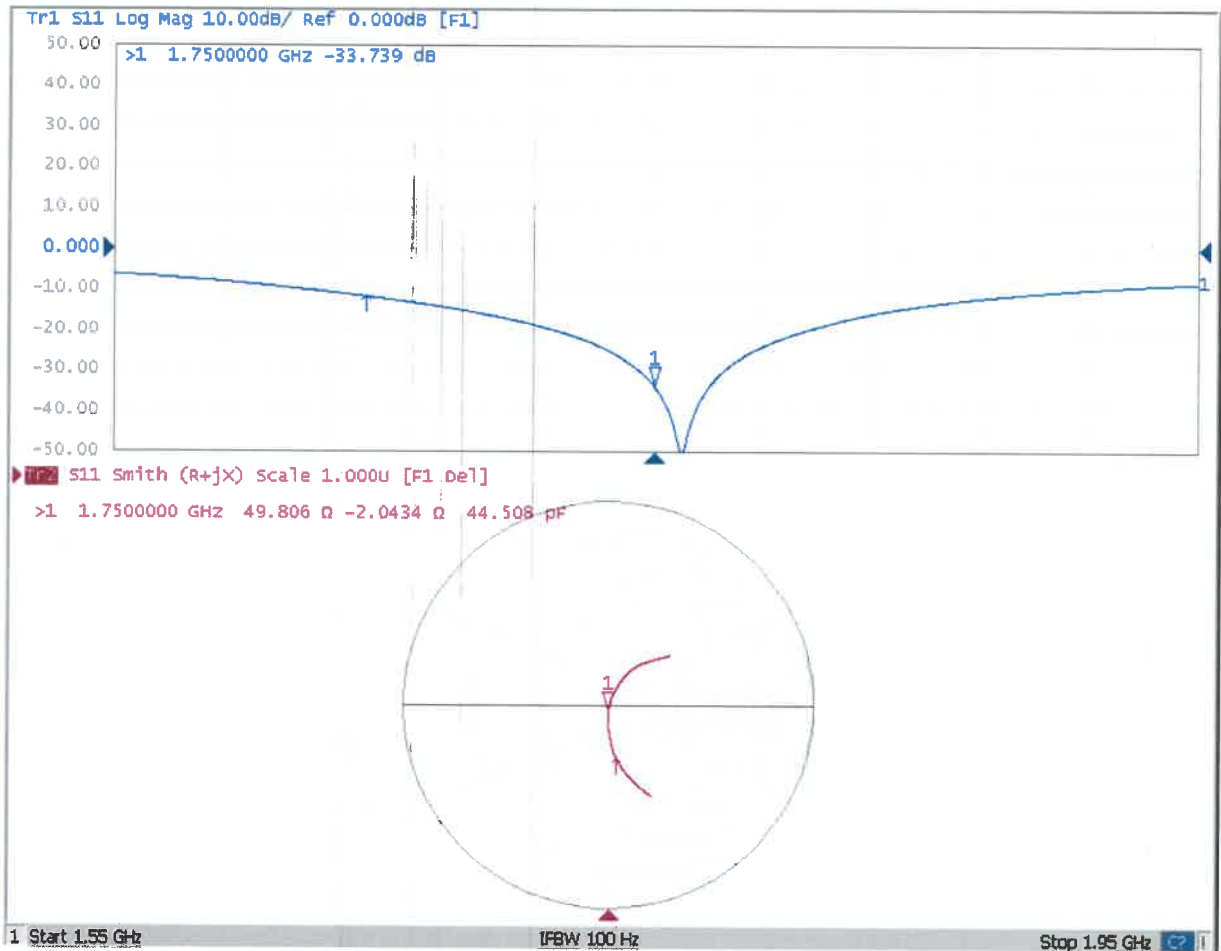 Tr1 S11 Log Mag 10.00dB/ Ref 0.000dB [F1]
50.00
>1 1.7500000 GHz -33.739 dB
40.00
30.00
20.00
10.00
0.000
-10.00
1
-20.00
1
-30.00
-40.00
-50.00
Tr2 S11 Smith (R+jX) Scale 1.000U [F1 Del]
>1 1.7500000 GHz 49.806 Ω -2.0434 Ω 44.508 pF
1
1 Start 1.55 GHz IFBW 100 Hz Stop 1.95 GHz C2